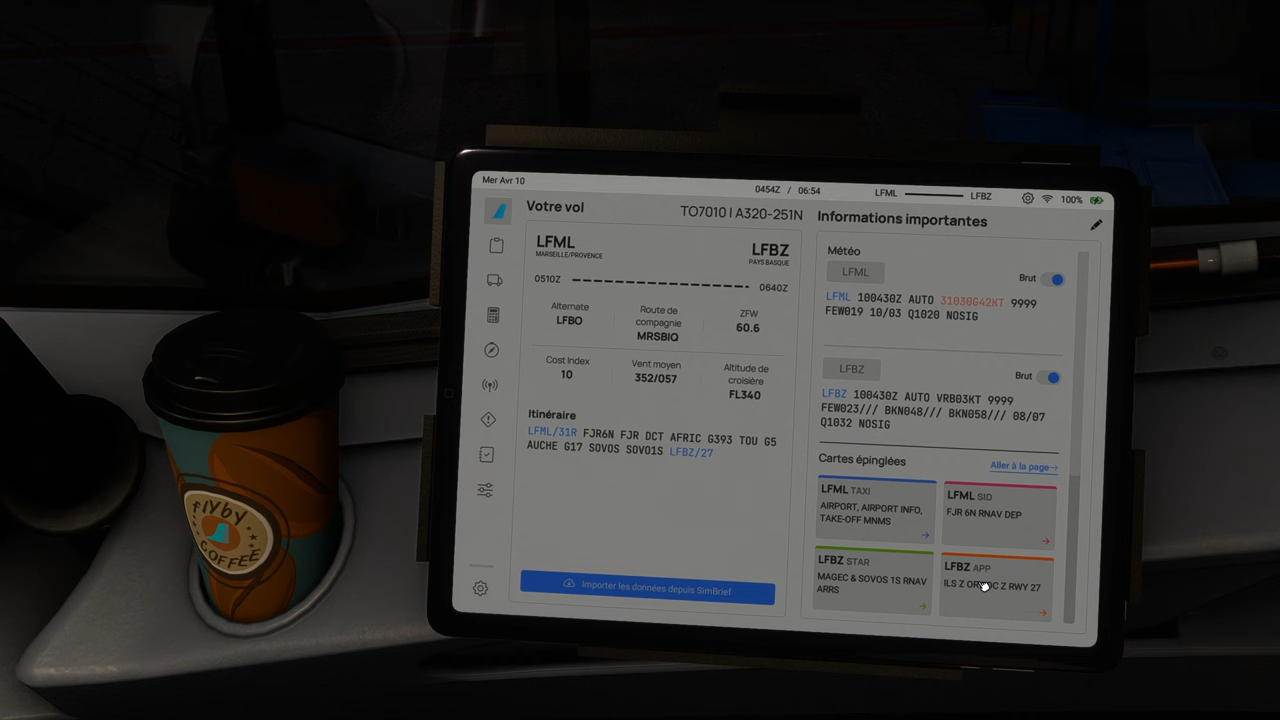 Mer Avr 10
0454Z / 06:54
LFML LFBZ
100%
Votre vol
TO7010 | A320-251N
LFML
MARSEILLE/PROVENCE
LFBZ
PAYS BASQUE
0510Z
0640Z
Alternate
LFBO
Route de
compagnie
MRSBIQ
ZFW
60.6
Cost Index
10
Vent moyen
352/057
Altitude de
croisière
FL340
Itinéraire
LFML/31R FJR6N FJR DCT AFRIC G393 TOU G5
AUCHE G17 SOVOS SOVO1S LFBZ/27
Importer les données depuis SimBrief
Informations importantes
Météo
LFML
Brut
LFML 100430Z AUTO 31030G42KT 9999
FEW019 10/03 Q1020 NOSIG
LFBZ
Brut
LFBZ 100430Z AUTO VRB03KT 9999
FEW023/// BKN048/// BKN058/// 08/07
Q1032 NOSIG
Cartes épinglées
Aller à la page
LFML TAXI
AIRPORT, AIRPORT INFO,
TAKE-OFF MNMS
LFML SID
FJR 6N RNAV DEP
LFBZ STAR
MAGEC & SOVOS 1S RNAV
ARRS
LFBZ APP
ILS Z OR LOC Z RWY 27
flyby
COFFEE